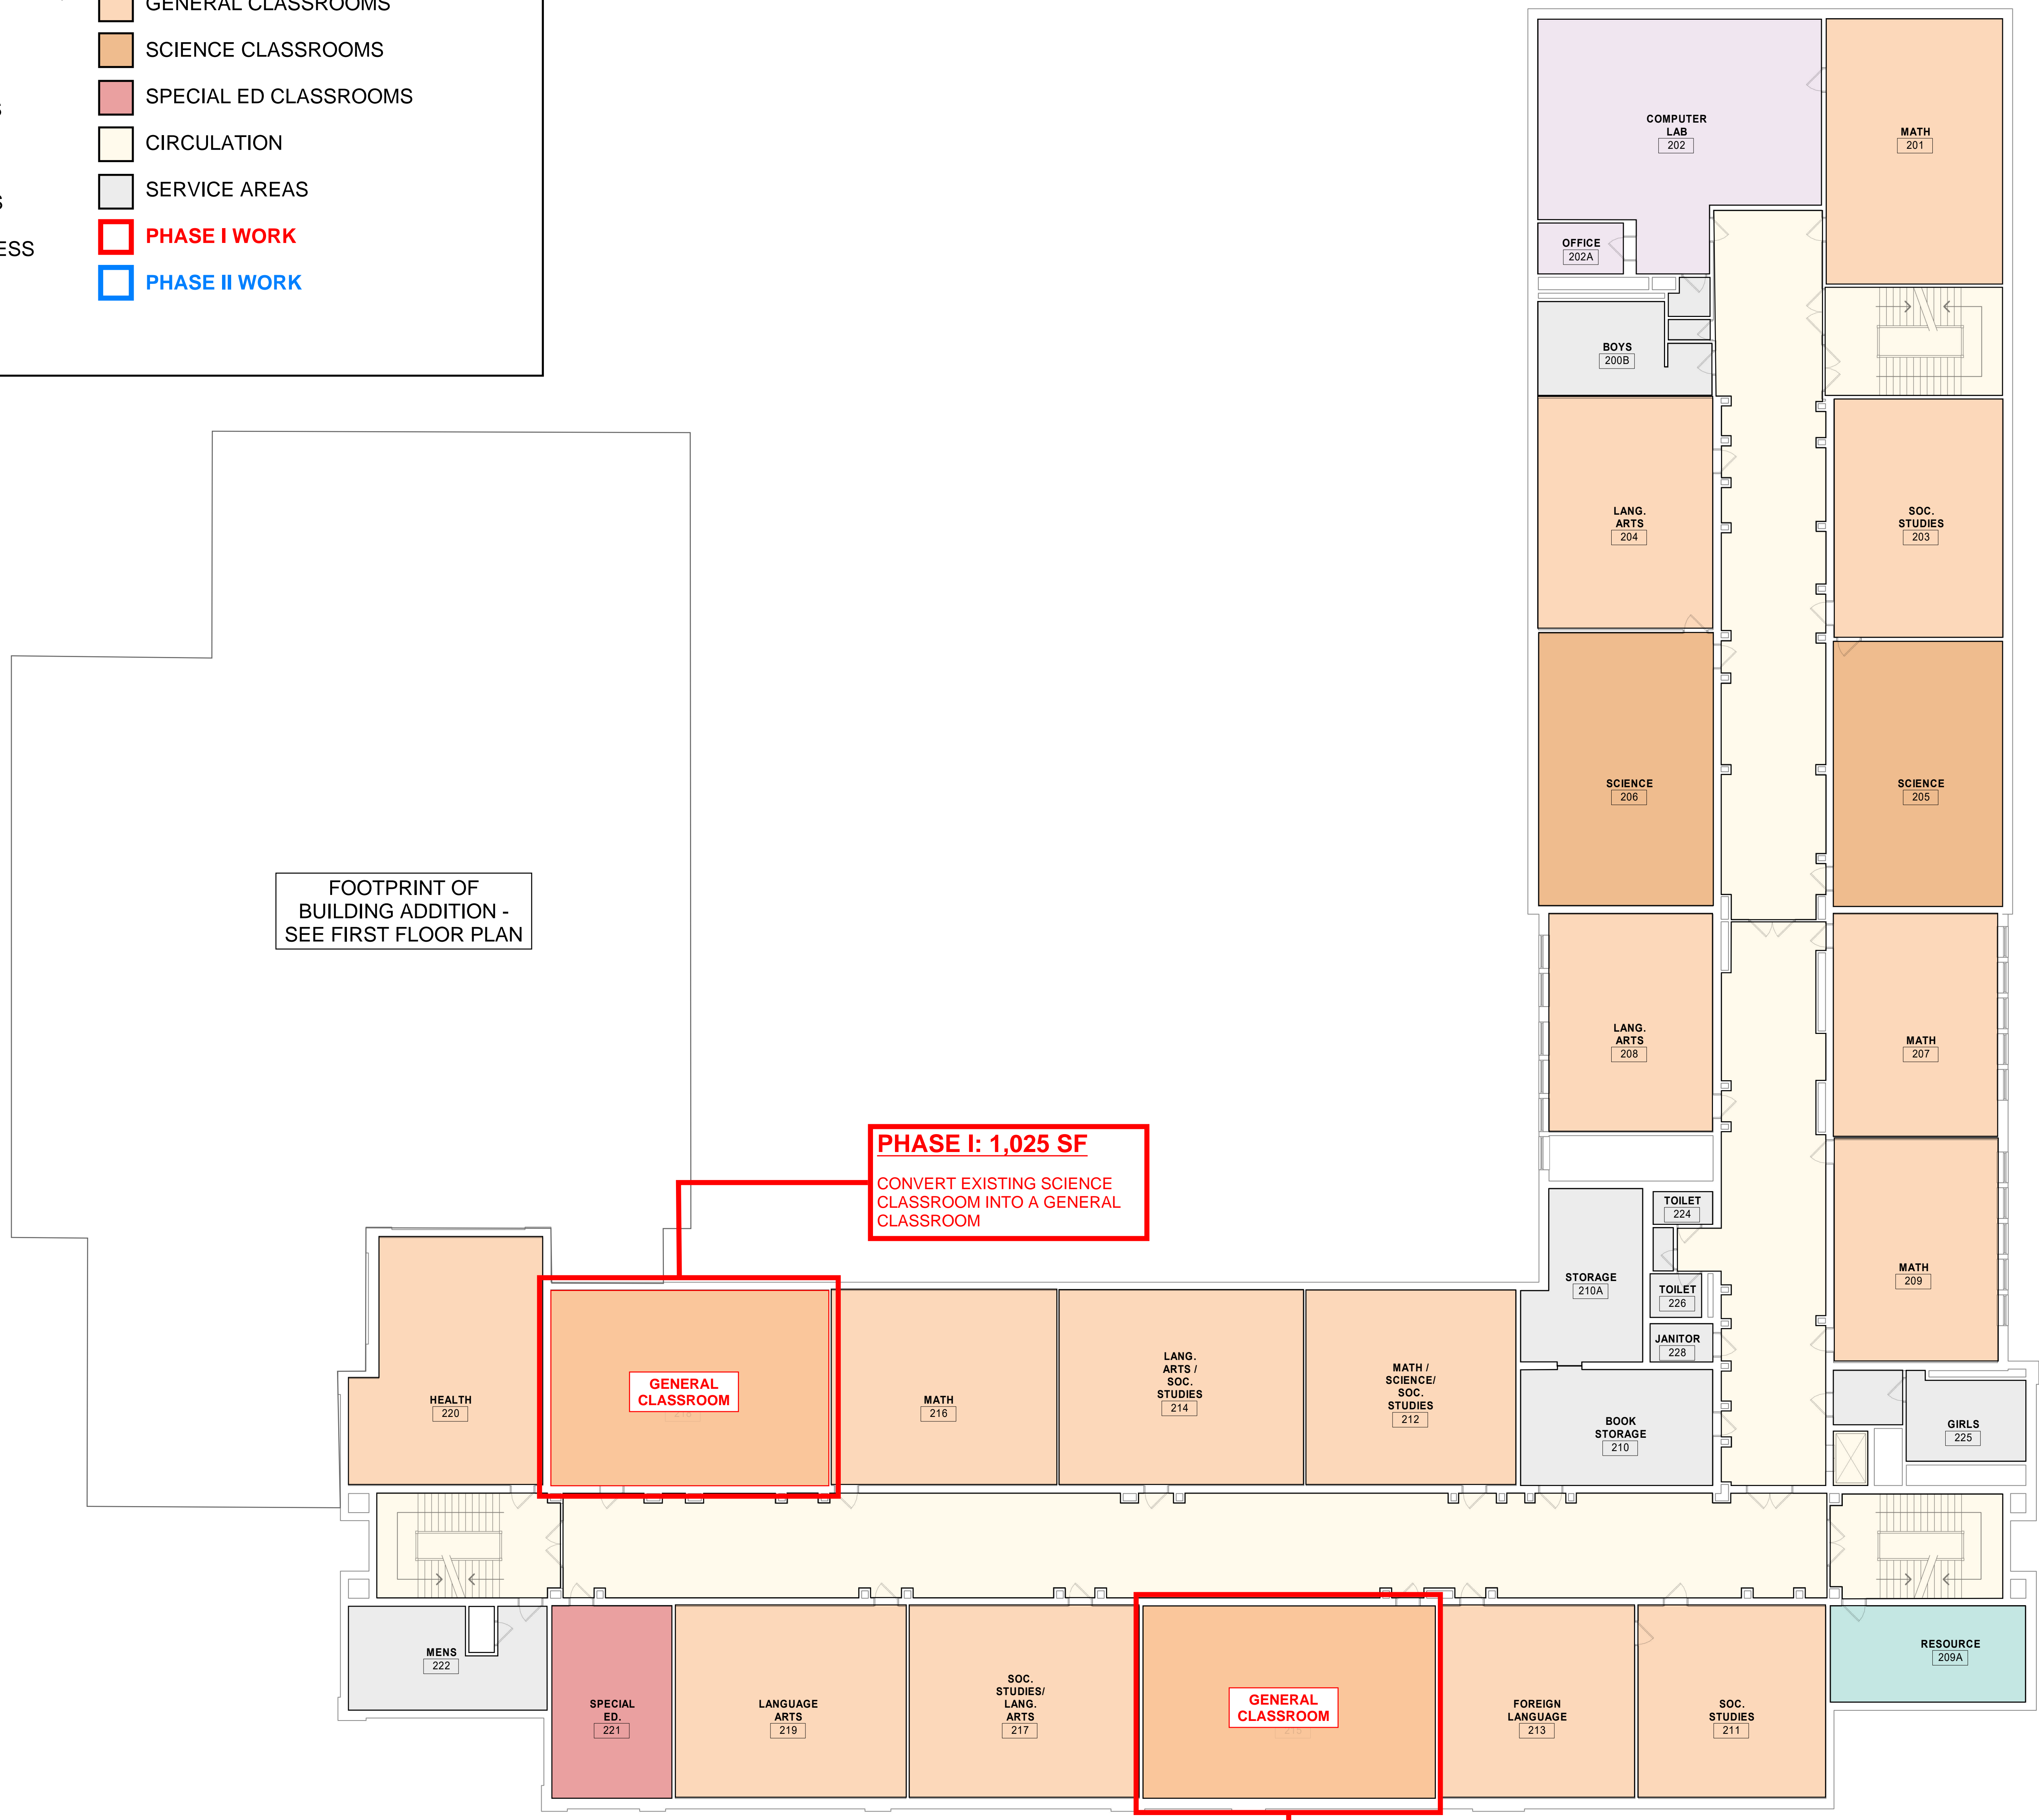 GENERAL CLASSROOMS
SCIENCE CLASSROOMS
SPECIAL ED CLASSROOMS
CIRCULATION
SERVICE AREAS
PHASE I WORK
ESS
PHASE II WORK
COMPUTER
LAB
202
MATH
201
OFFICE
202A
BOYS
200B
LANG.
ARTS
204
SOC.
STUDIES
203
SCIENCE
206
SCIENCE
205
FOOTPRINT OF
BUILDING ADDITION -
SEE FIRST FLOOR PLAN
LANG.
ARTS
208
MATH
207
PHASE I: 1,025 SF
CONVERT EXISTING SCIENCE
CLASSROOM INTO A GENERAL
CLASSROOM
TOILET
224
STORAGE
210A
TOILET
226
JANITOR
228
MATH
209
HEALTH
220
GENERAL
CLASSROOM
MATH
216
LANG.
ARTS /
SOC.
STUDIES
214
MATH /
SCIENCE/
SOC.
STUDIES
212
BOOK
STORAGE
210
GIRLS
225
MENS
222
SPECIAL
ED.
221
LANGUAGE
ARTS
219
SOC.
STUDIES/
LANG.
ARTS
217
GENERAL
CLASSROOM
FOREIGN
LANGUAGE
213
SOC.
STUDIES
211
RESOURCE
209A